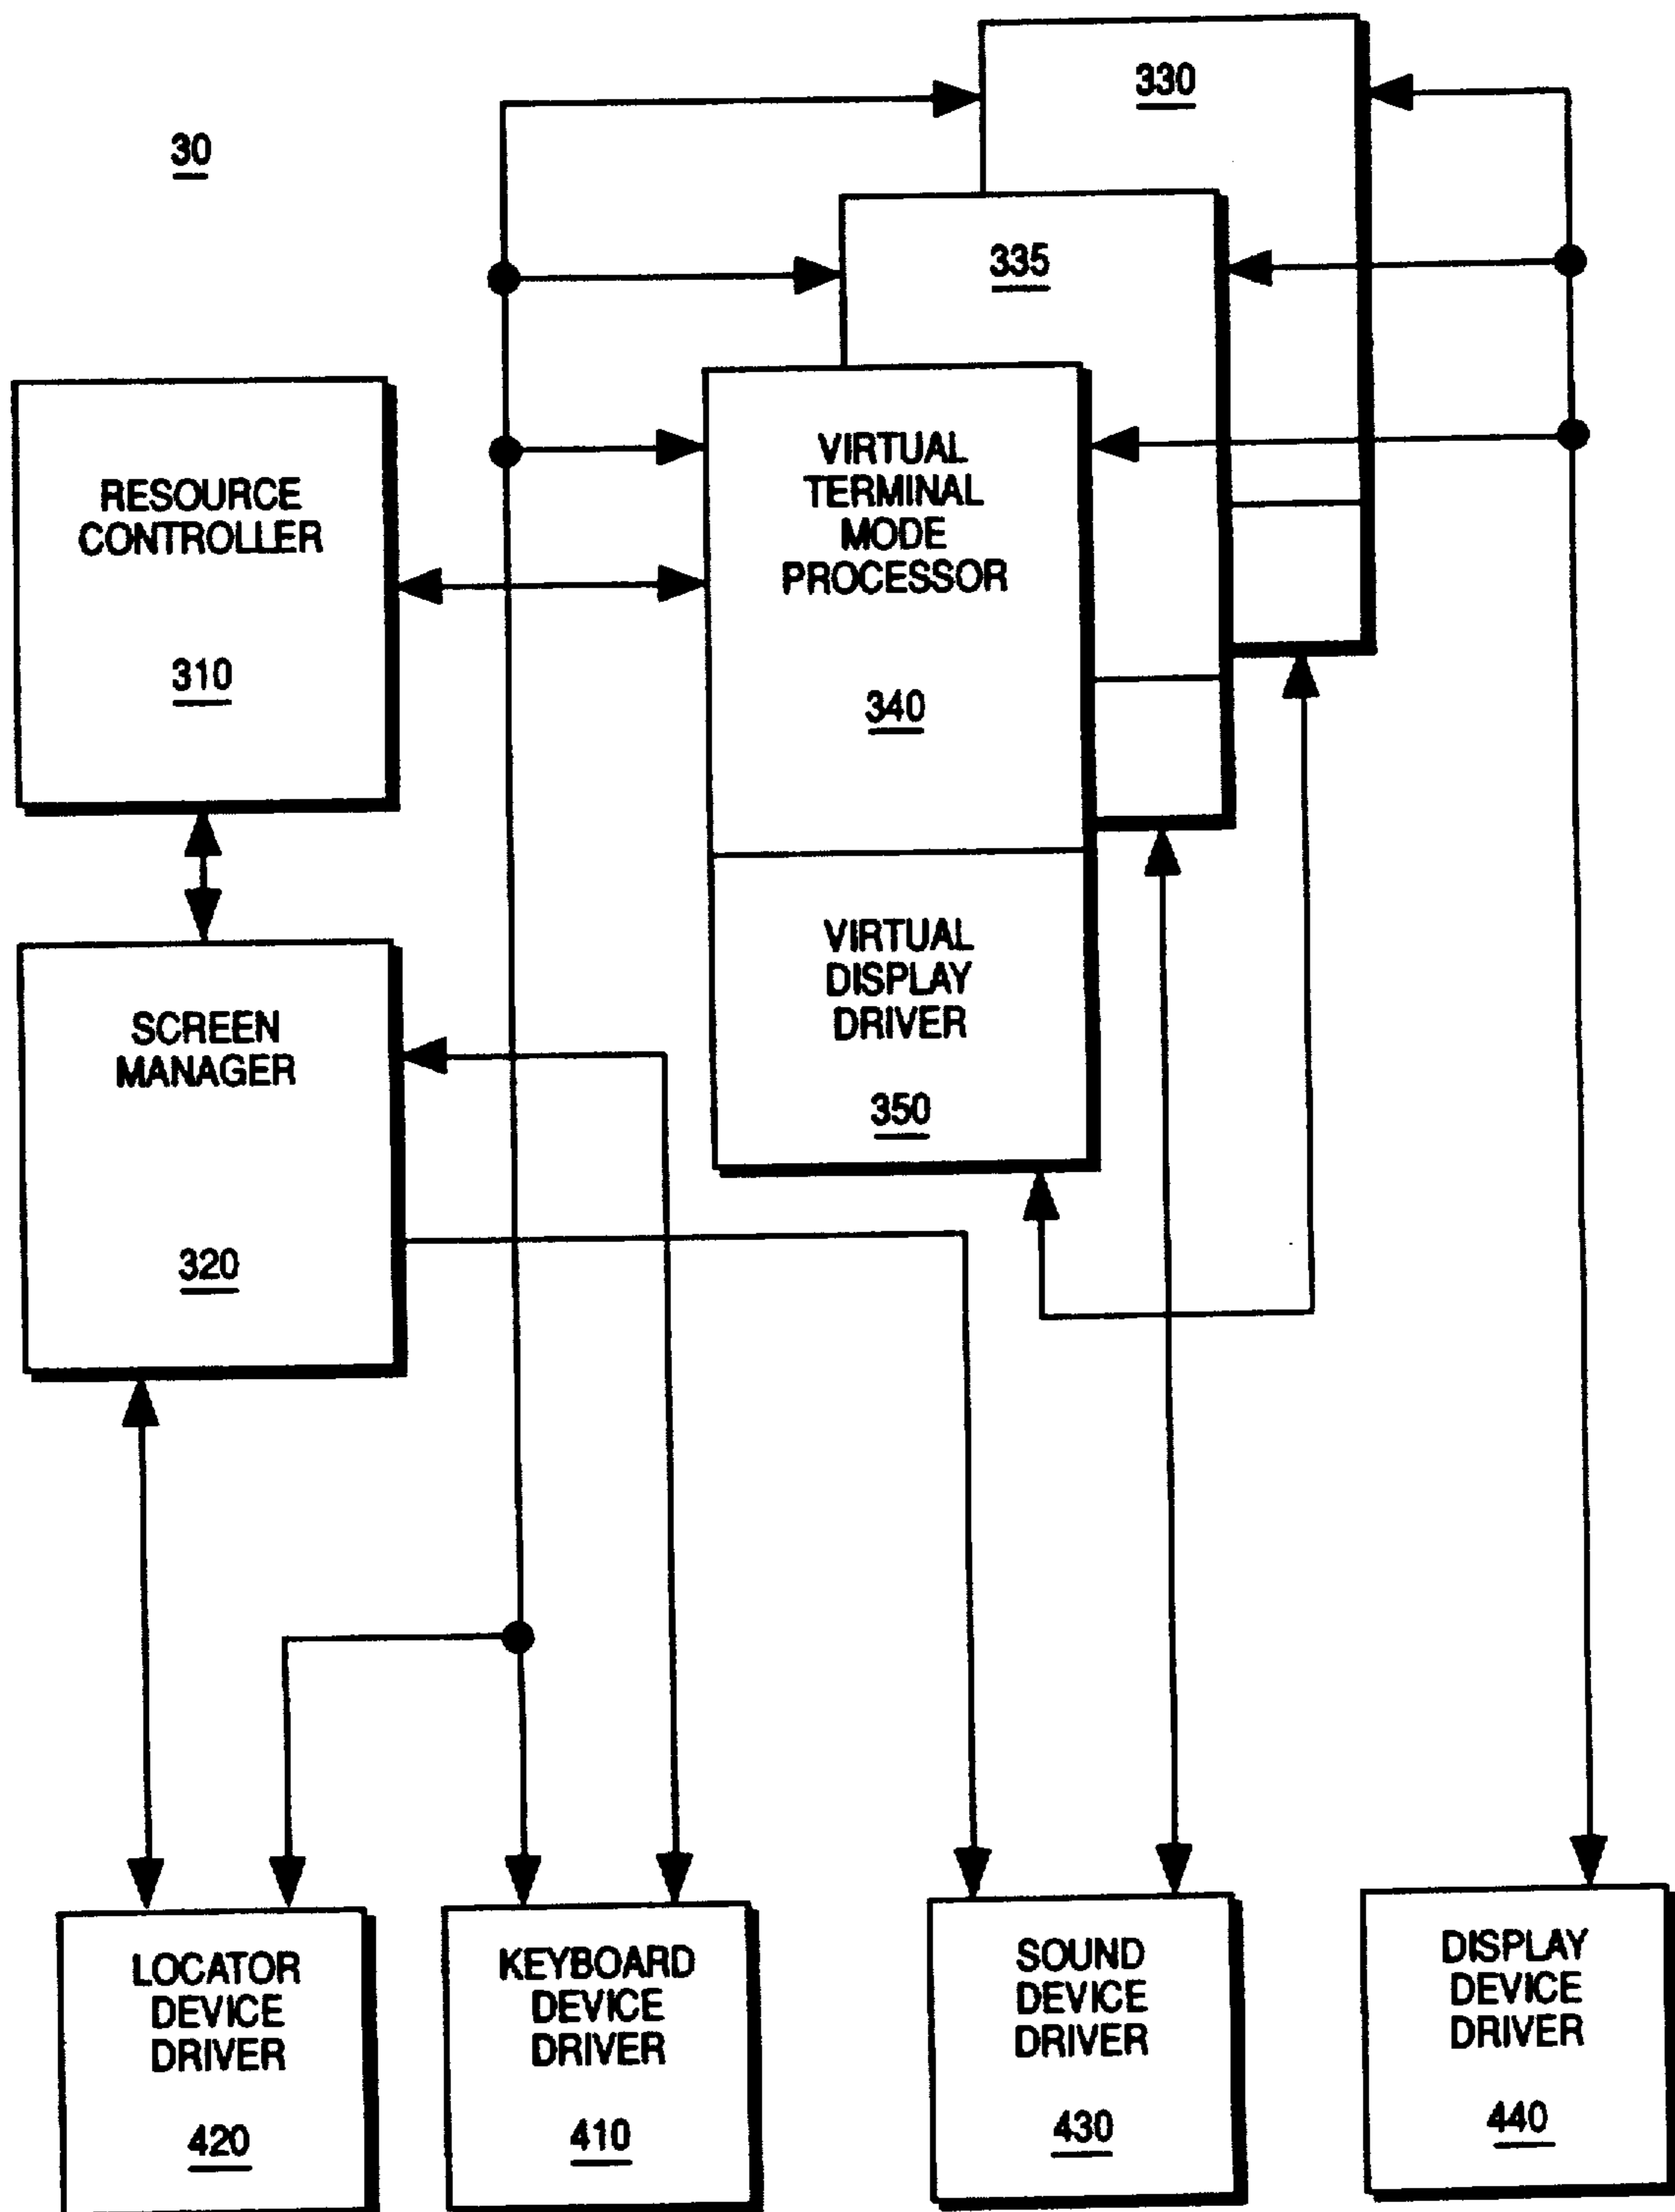 30
330
335
RESOURCE
CONTROLLER
310
VIRTUAL
TERMINAL
MODE
PROCESSOR
340
VIRTUAL
DISPLAY
DRIVER
350
SCREEN
MANAGER
320
LOCATOR
DEVICE
DRIVER
420
KEYBOARD
DEVICE
DRIVER
410
SOUND
DEVICE
DRIVER
430
DISPLAY
DEVICE
DRIVER
440